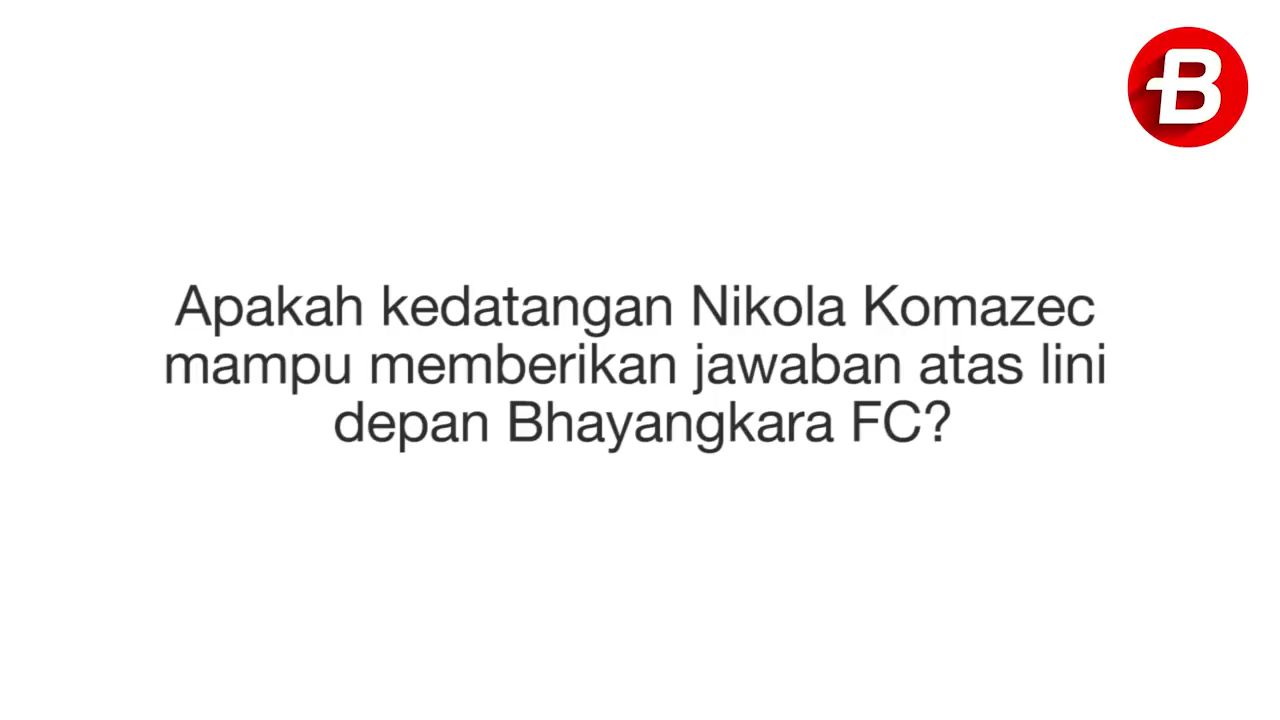 B
Apakah kedatangan Nikola Komazec
mampu memberikan jawaban atas lini
depan Bhayangkara FC?